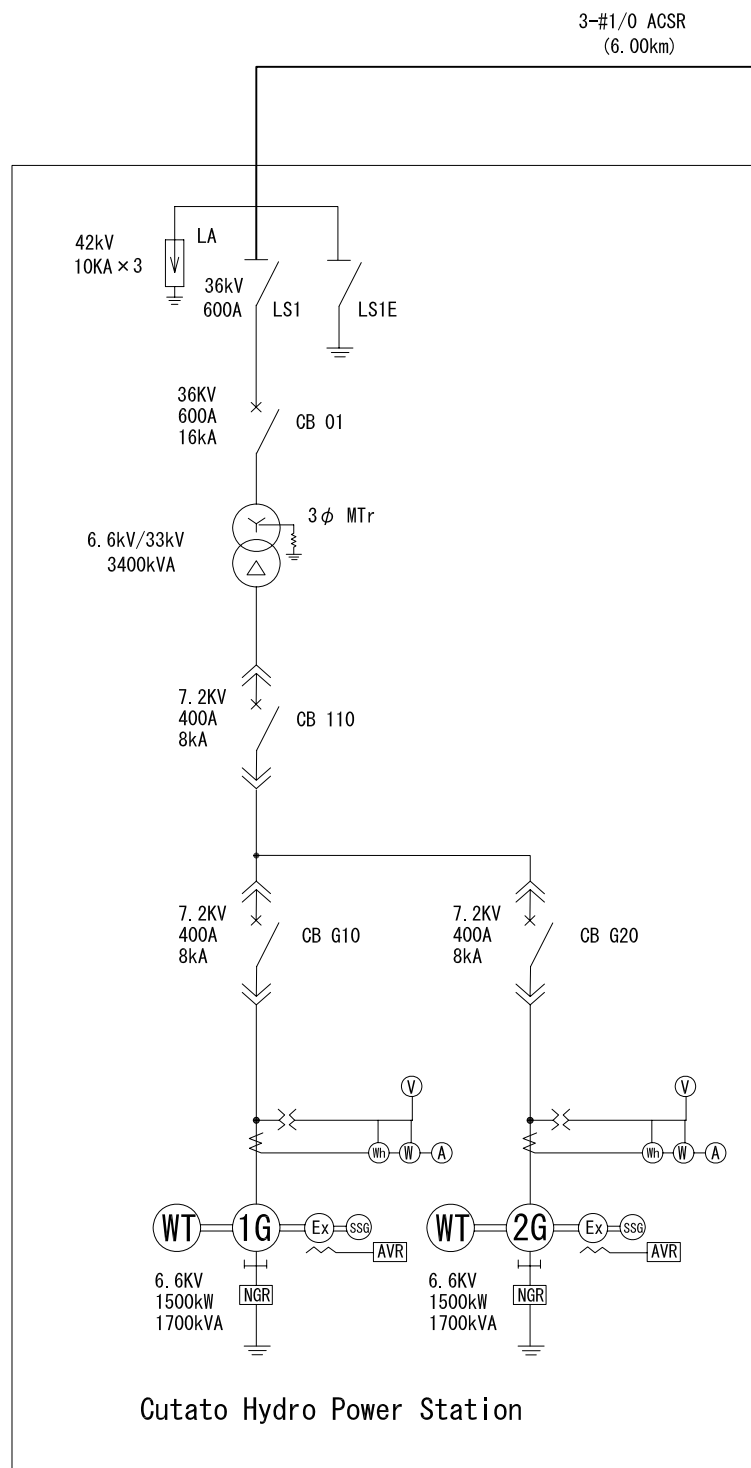 3-#1/0 ACSR
(6.00km)
42kV
10KA×3
LA
36kV
600A
LS1
LS1E
36KV
600A
16kA
CB 01
6.6kV/33kV
3400kVA
3φ MTr
7.2KV
400A
8kA
CB 110
7.2KV
400A
8kA
CB G10
7.2KV
400A
8kA
CB G20
V
Wh W A
V
Wh W A
WT 1G Ex SSG
AVR
6.6KV
1500kW
1700kVA
NGR
WT 2G Ex SSG
AVR
6.6KV
1500kW
1700kVA
NGR
Cutato Hydro Power Station